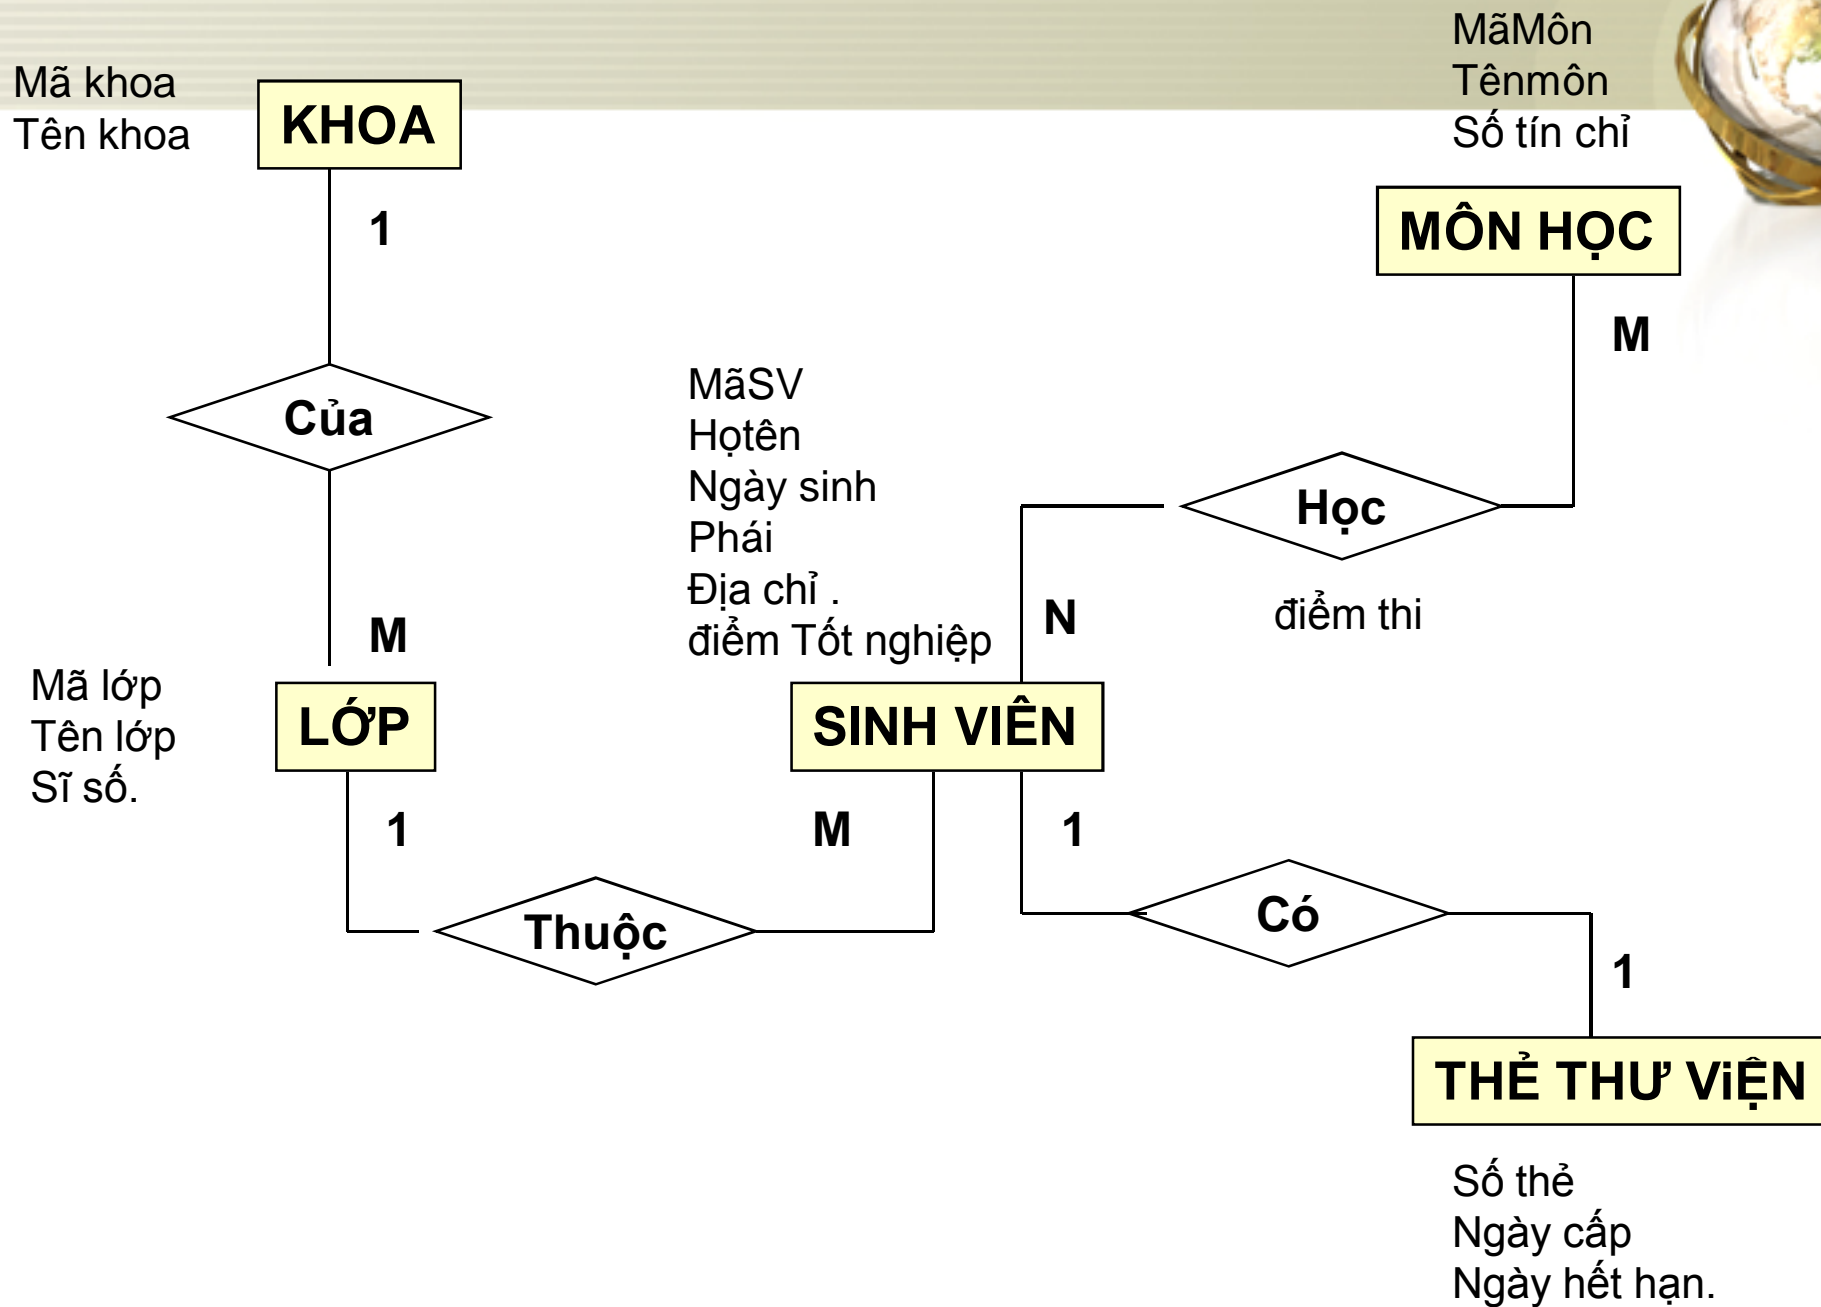 MãMôn
Tênmôn
Số tín chỉ
Mã khoa
Tên khoa
KHOA
1
MÔN HỌC
M
Của
MãSV
Họtên
Ngày sinh
Phái
Địa chỉ .
điểm Tốt nghiệp
Học
điểm thi
N
M
Mã lớp
Tên lớp
Sĩ số.
LỚP
SINH VIÊN
1
M
1
Thuộc
Có
1
THẺ THƯ ViỆN
Số thẻ
Ngày cấp
Ngày hết hạn.